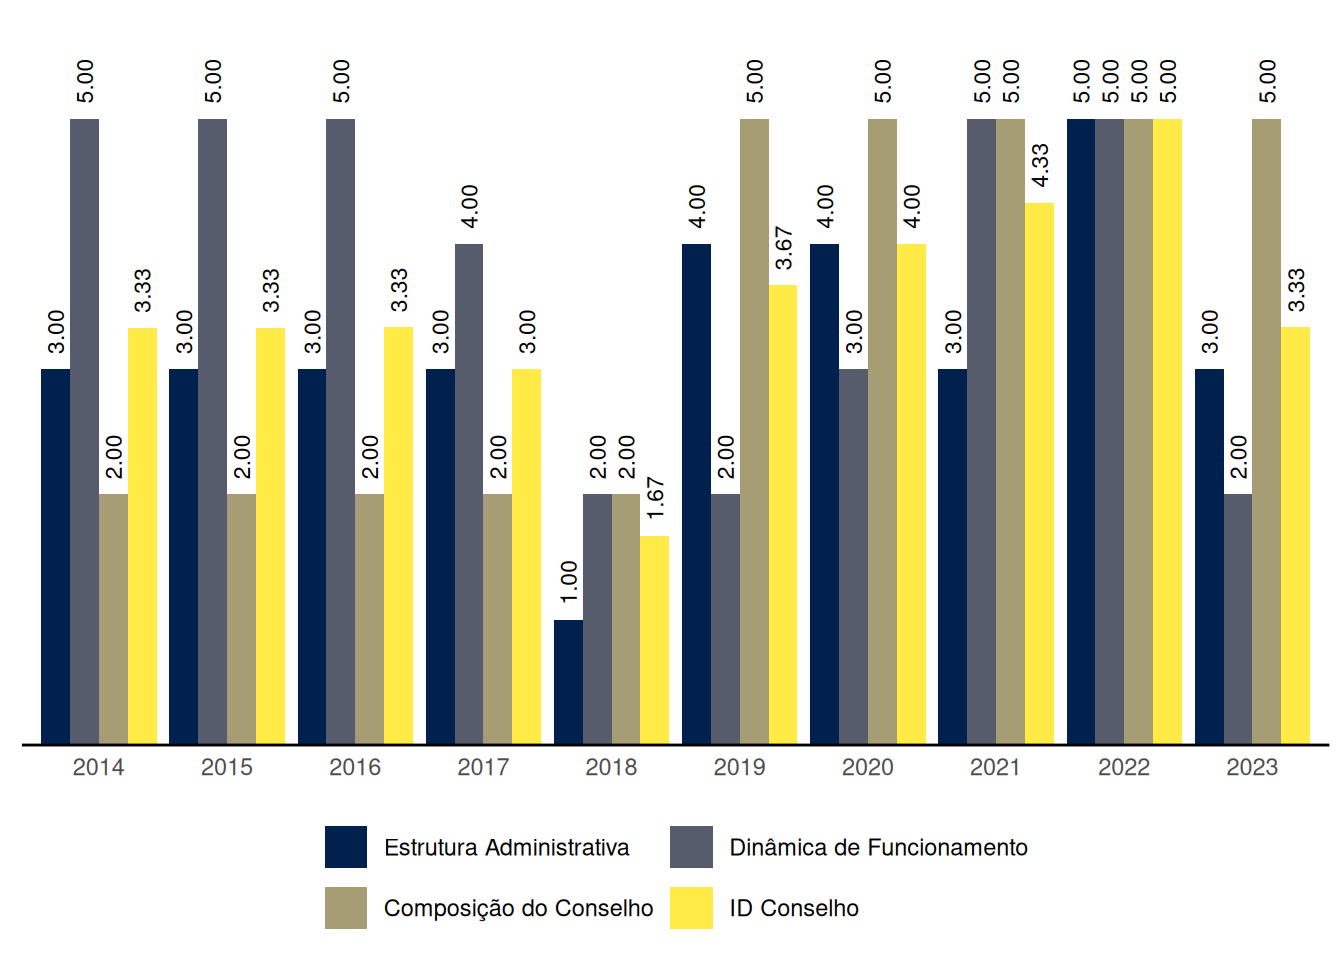 3.00 5.00 2.00 3.33 3.00 5.00 2.00 3.33 3.00 5.00 2.00 3.33 3.00 4.00 2.00 3.00 1.00 2.00 2.00 1.67 4.00 2.00 5.00 3.67 4.00 3.00 5.00 4.00 3.00 5.00 5.00 4.33 5.00 5.00 5.00 5.00 3.00 2.00 5.00 3.33
2014 2015 2016 2017 2018 2019 2020 2021 2022 2023
Estrutura Administrativa Dinâmica de Funcionamento
Composição do Conselho ID Conselho